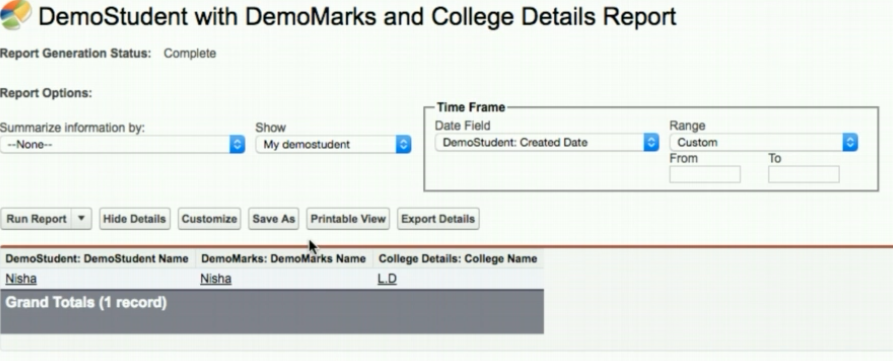 DemoStudent with DemoMarks and College Details Report
Report Generation Status: Complete
Report Options:
Time Frame
Summarize information by: Show Date Field Range
--None-- My demostudent DemoStudent: Created Date Custom
From To
Run Report Hide Details Customize Save As Printable View Export Details
DemoStudent: DemoStudent Name DemoMarks: DemoMarks Name College Details: College Name
Nisha Nisha L.D
Grand Totals (1 record)